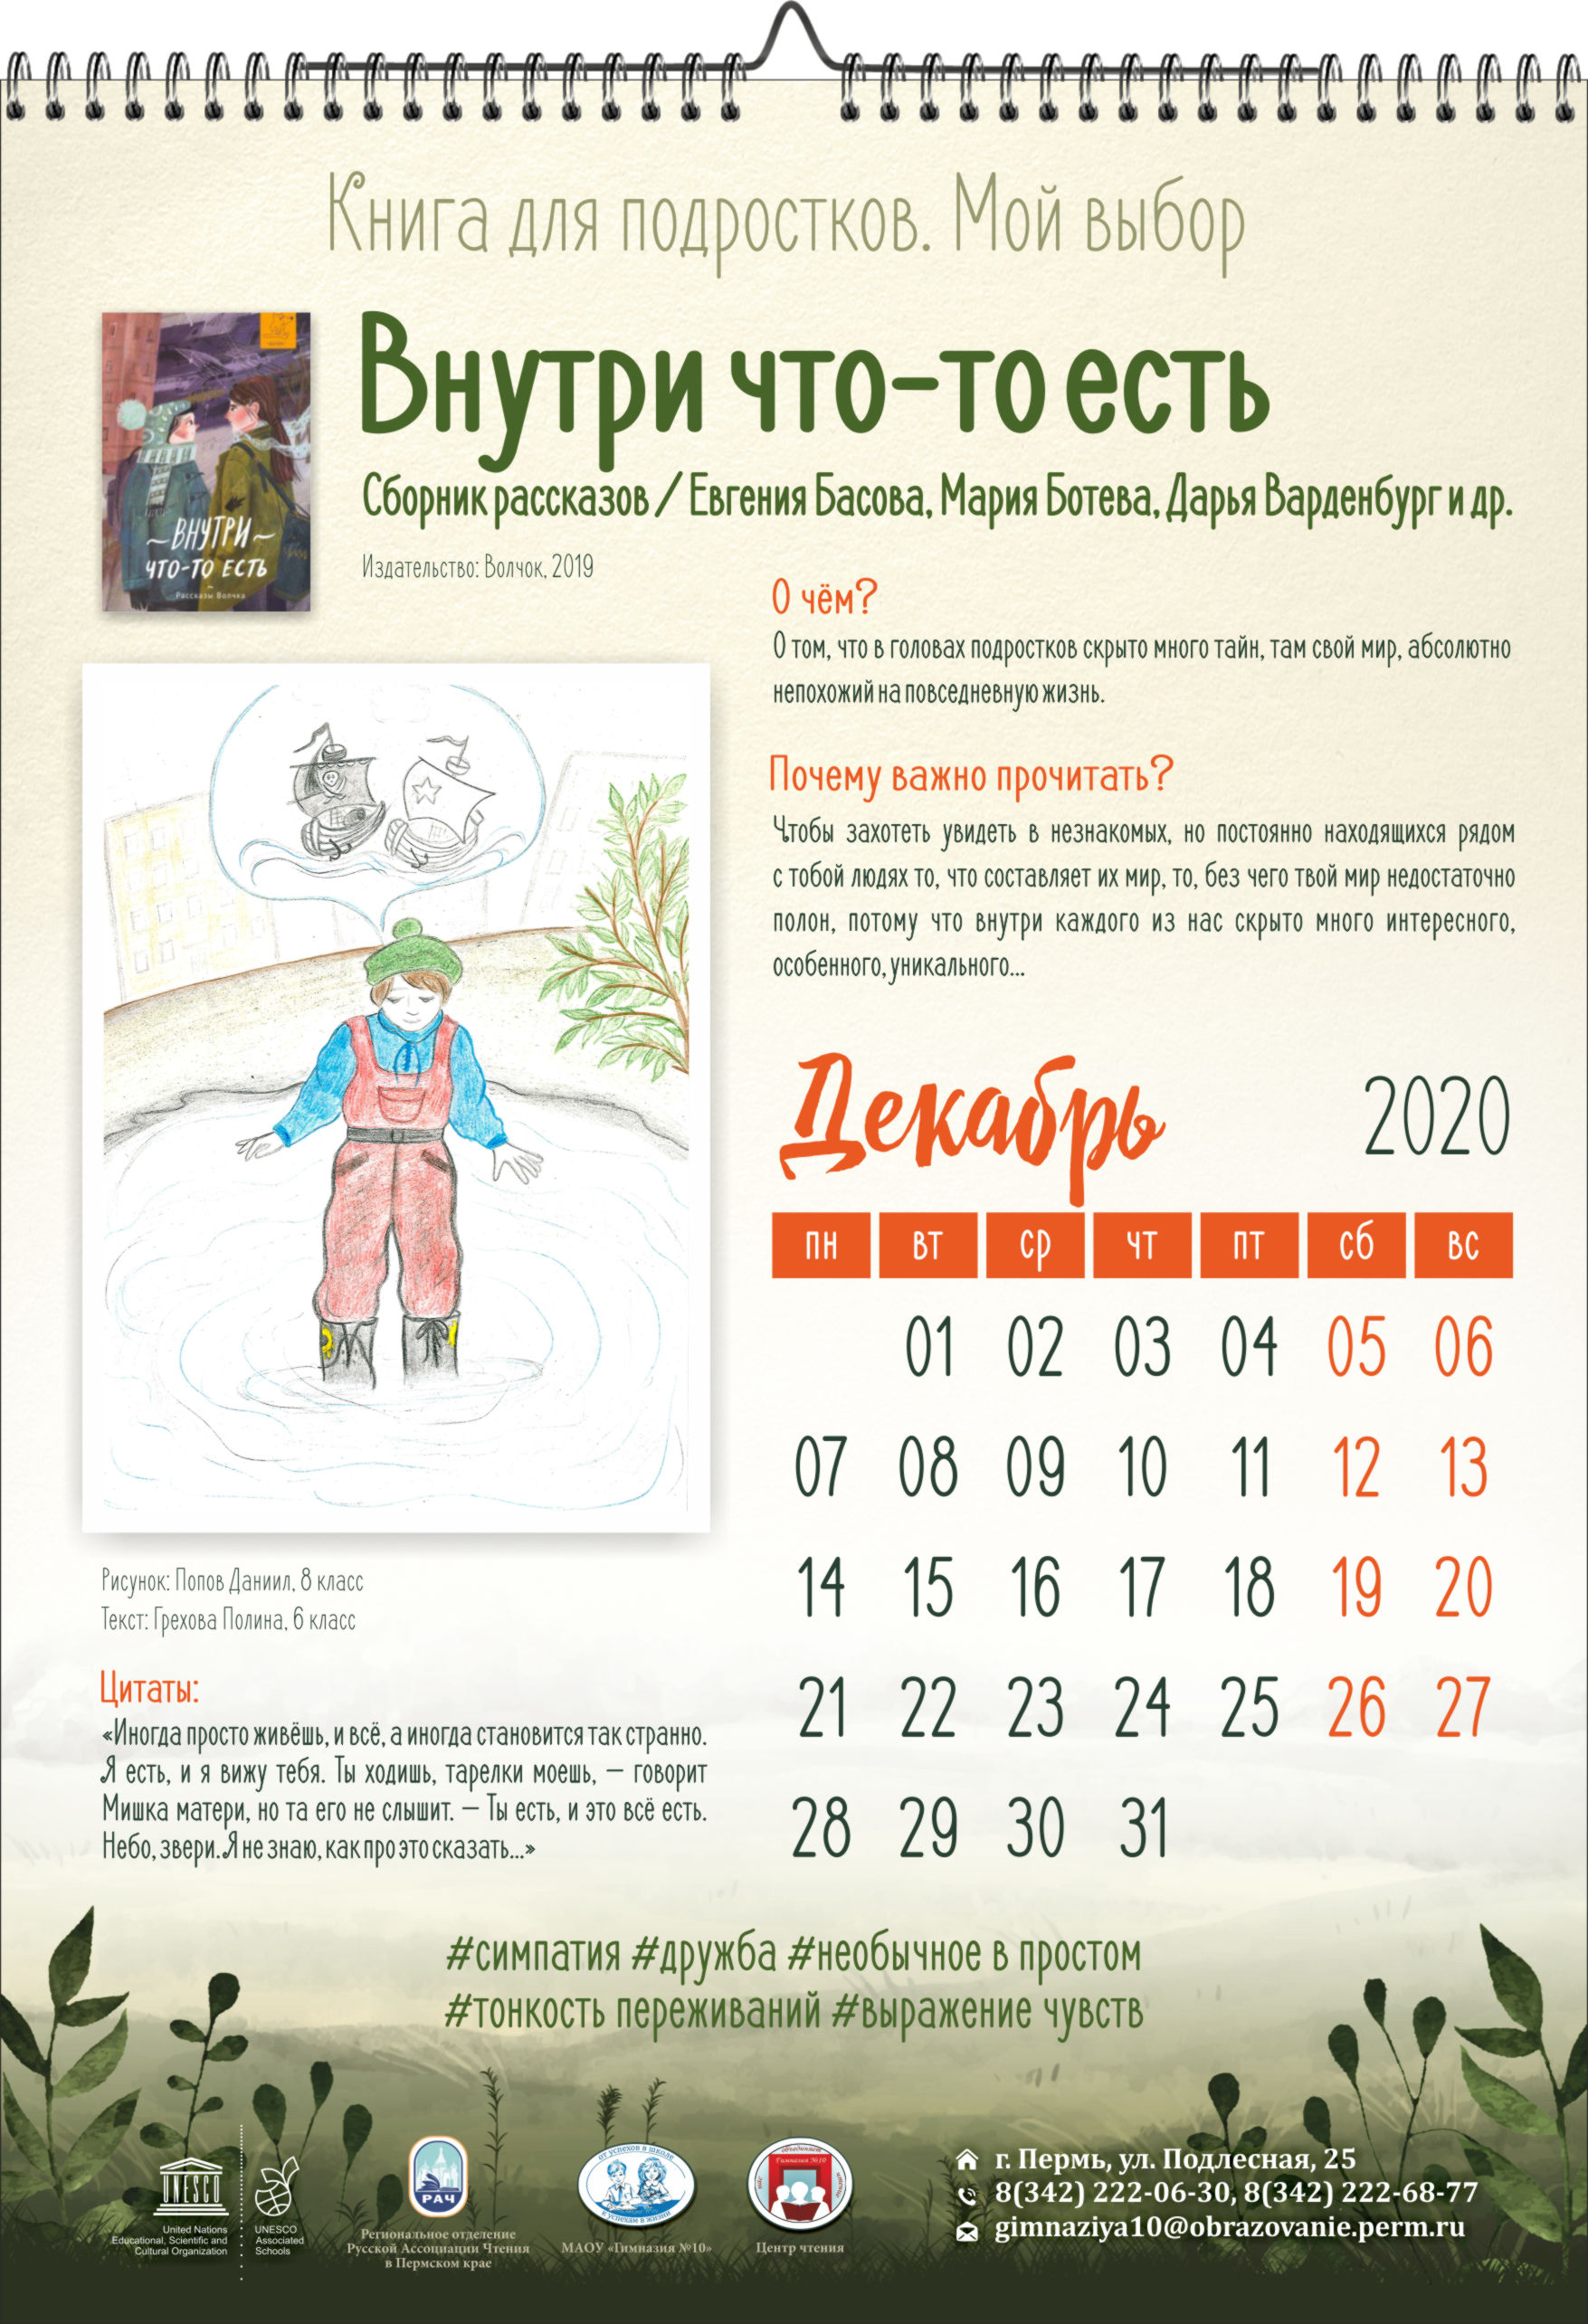 Книга для подростков. Мой выбор
Внутри что-то есть
Сборник рассказов / Евгения Басова, Мария Ботева, Дарья Варденбург и др.
Издательство: Волчок, 2019
~ВНУТРИ~
ЧТО-ТО ЕСТЬ
Рассказы Волчка
О чём?
О том, что в головах подростков скрыто много тайн, там свой мир, абсолютно
непохожий на повседневную жизнь.
Почему важно прочитать?
Чтобы захотеть увидеть в незнакомых, но постоянно находящихся рядом
с тобой людях то, что составляет их мир, то, без чего твой мир недостаточно
полон, потому что внутри каждого из нас скрыто много интересного,
особенного, уникального...
Декабрь 2020
пн вт ср чт пт сб вс
01 02 03 04 05 06
07 08 09 10 11 12 13
14 15 16 17 18 19 20
21 22 23 24 25 26 27
28 29 30 31
Рисунок: Попов Даниил, 8 класс
Текст: Грехова Полина, 6 класс
Цитаты:
«Иногда просто живёшь, и всё, а иногда становится так странно.
Я есть, и я вижу тебя. Ты ходишь, тарелки моешь, — говорит
Мишка матери, но та его не слышит. — Ты есть, и это всё есть.
Небо, звери. Я не знаю, как про это сказать...»
#симпатия #дружба #необычное в простом
#тонкость переживаний #выражение чувств
UNESCO
United Nations
Educational, Scientific and
Cultural Organization
UNESCO
Associated
Schools
РАЧ
Региональное отделение
Русской Ассоциации Чтения
в Пермском крае
от успехов в школе
к успехам в жизни
МАОУ «Гимназия №10»
объединяет
Гимназия №10
Центр чтения
г. Пермь, ул. Подлесная, 25
8(342) 222-06-30, 8(342) 222-68-77
gimnaziya10@obrazovanie.perm.ru